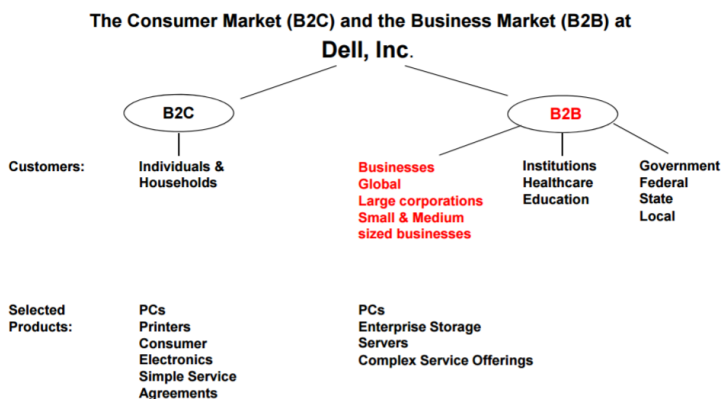 The Consumer Market (B2C) and the Business Market (B2B) at
Dell, Inc.
B2C
B2B
Customers:
Individuals &
Households
Businesses
Global
Large corporations
Small & Medium
sized businesses
Institutions
Healthcare
Education
Government
Federal
State
Local
Selected
Products:
PCs
Printers
Consumer
Electronics
Simple Service
Agreements
PCs
Enterprise Storage
Servers
Complex Service Offerings